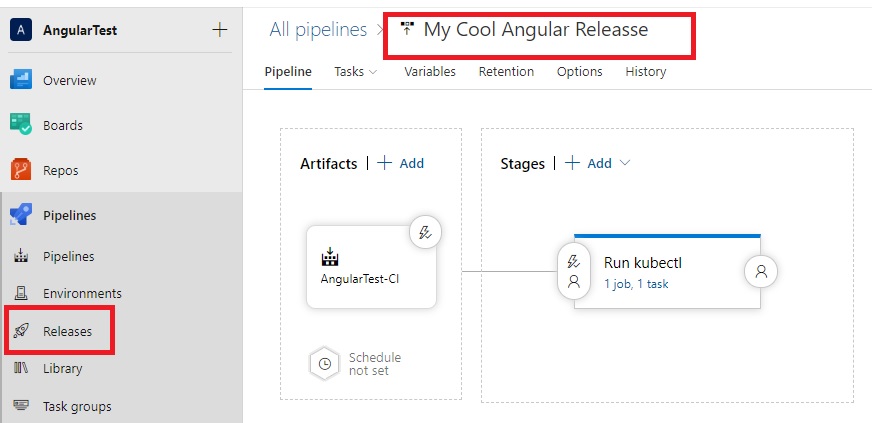 A AngularTest +
Overview
Boards
Repos
Pipelines
Pipelines
Environments
Releases
Library
Task groups
All pipelines > My Cool Angular Releasse
Pipeline Tasks Variables Retention Options History
Artifacts | + Add
AngularTest-CI
Schedule
not set
Stages | + Add
Run kubectl
1 job, 1 task